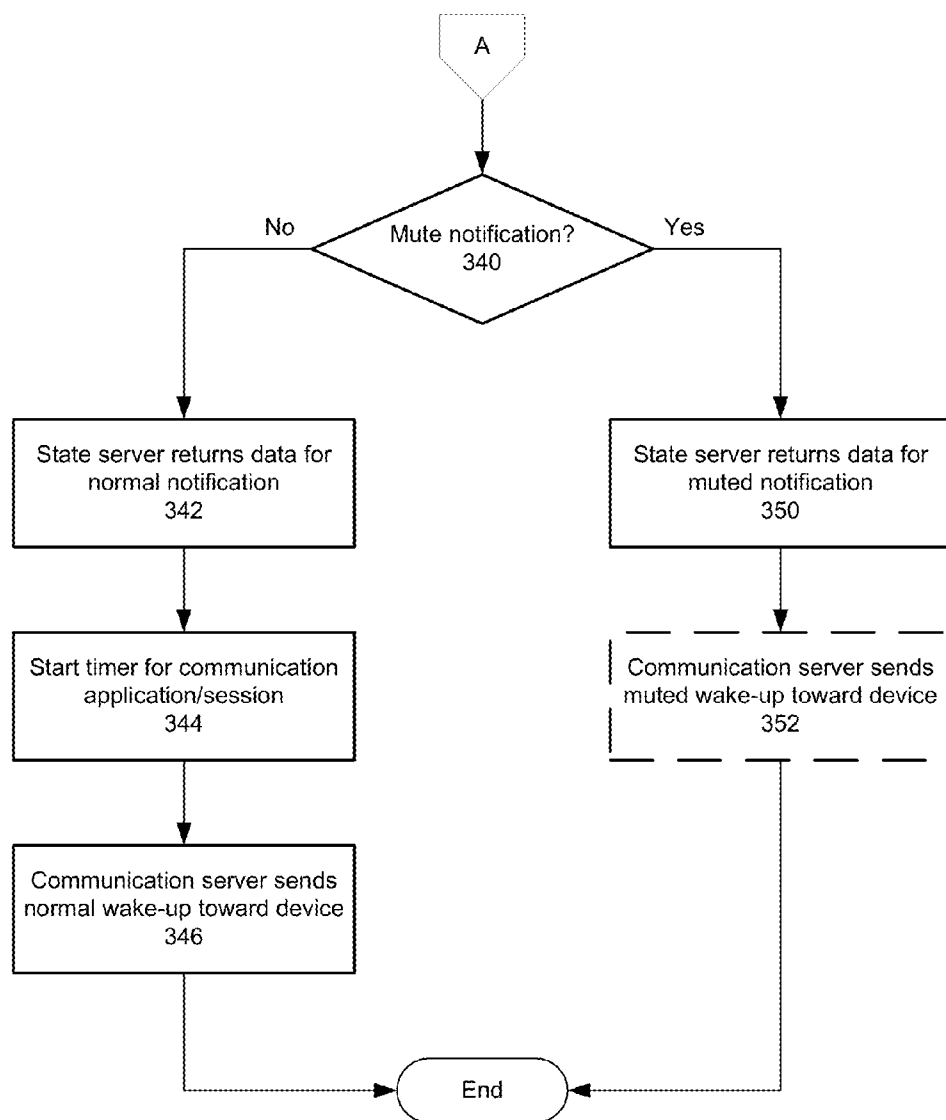 A
Mute notification?
340
No
Yes
State server returns data for
normal notification
342
State server returns data for
muted notification
350
Start timer for communication
application/session
344
Communication server sends
muted wake-up toward device
352
Communication server sends
normal wake-up toward device
346
End